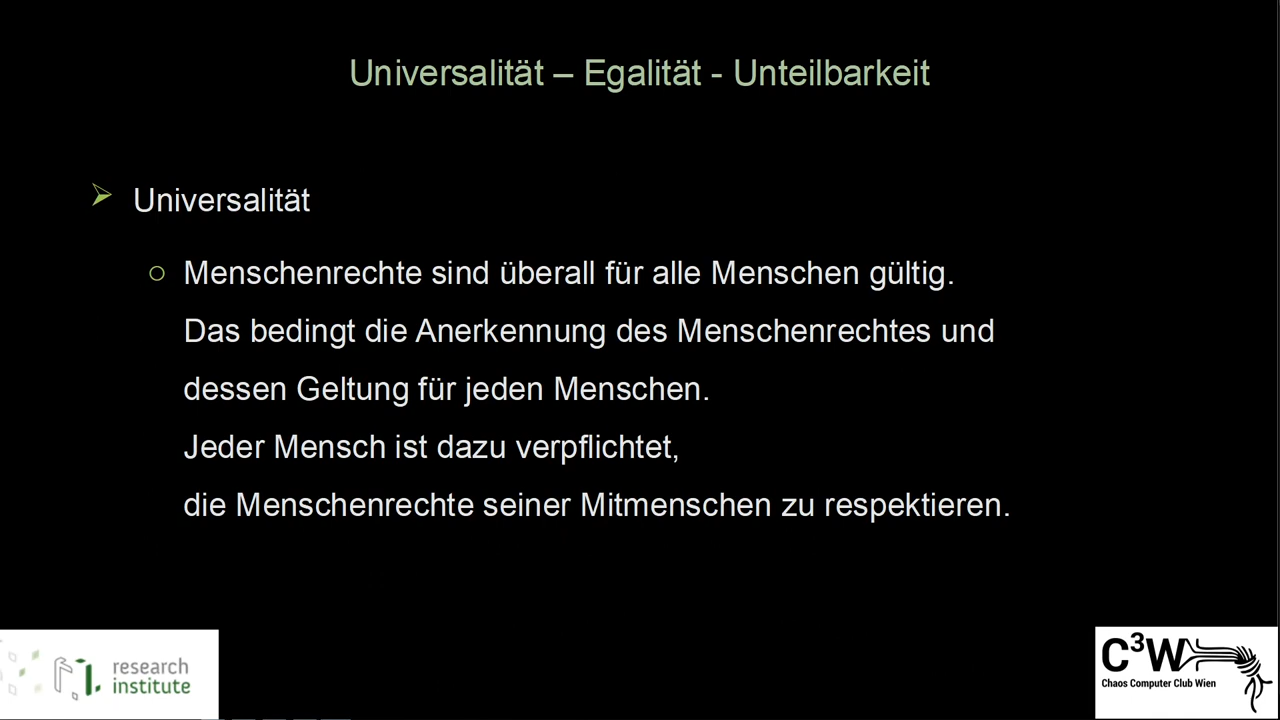 Universalität – Egalität - Unteilbarkeit
Universalität
Menschenrechte sind überall für alle Menschen gültig.
Das bedingt die Anerkennung des Menschenrechtes und
dessen Geltung für jeden Menschen.
Jeder Mensch ist dazu verpflichtet,
die Menschenrechte seiner Mitmenschen zu respektieren.
research
institute
C³W
Chaos Computer Club Wien